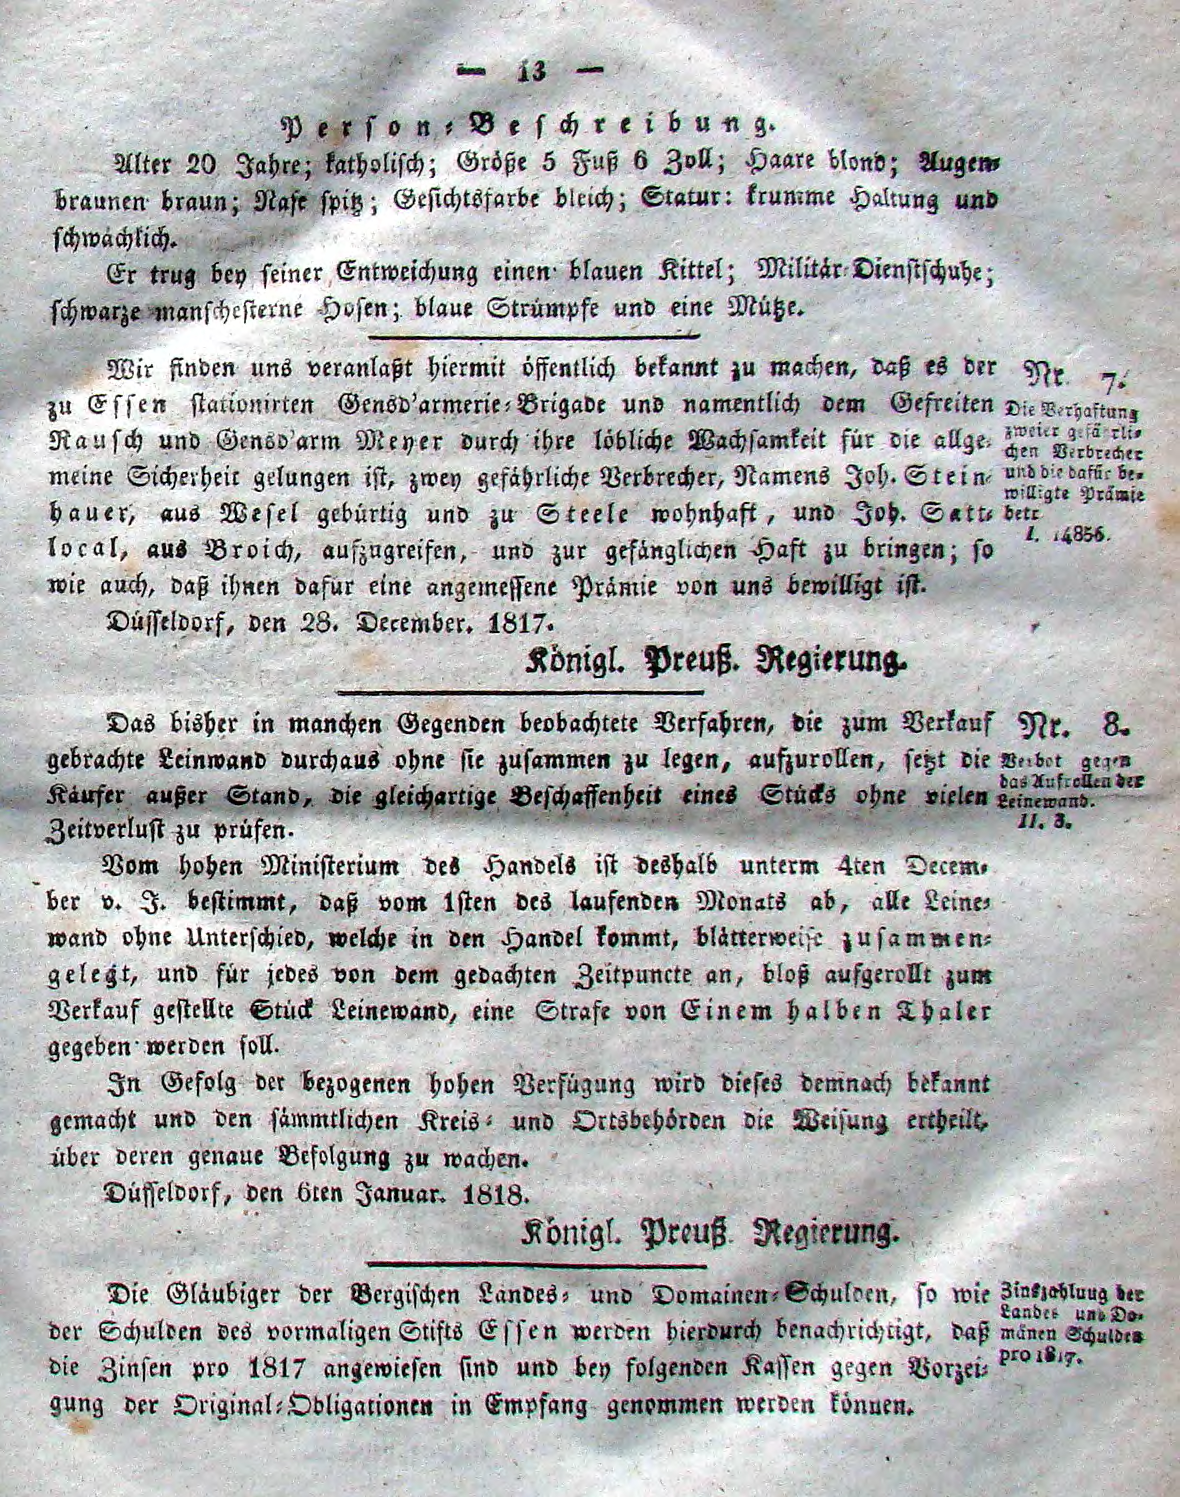 — 13 —
Person-Beschreibung.
Alter 20 Jahre; katholisch; Größe 5 Fuß 6 Zoll; Haare blond; Augen-
braunen braun; Nase spitz; Gesichtsfarbe bleich; Statur: krumme Haltung und
schwächlich.
Er trug bey seiner Entweichung einen blauen Kittel; Militär-Dienstschuhe;
schwarze manschesterne Hosen; blaue Strümpfe und eine Mütze.
Wir finden uns veranlaßt hiermit öffentlich bekannt zu machen, daß es der
zu Essen stationirten Gensd'armerie-Brigade und namentlich dem Gefreiten
Rausch und Gensd'arm Meyer durch ihre löbliche Wachsamkeit für die allge-
meine Sicherheit gelungen ist, zwey gefährliche Verbrecher, Namens Joh. Stein-
hauer, aus Wesel gebürtig und zu Steele wohnhaft, und Joh. Satt-
local, aus Broich, aufzugreifen, und zur gefänglichen Haft zu bringen; so
wie auch, daß ihnen dafür eine angemessene Prämie von uns bewilligt ist.
Düsseldorf, den 28. December. 1817.
Königl. Preuß. Regierung.
Nr. 7.
Die Verhaftung
zweier gefährli-
chen Verbrecher
und die dafür be-
willigte Prämie
betr
I. 14856.
Das bisher in manchen Gegenden beobachtete Verfahren, die zum Verkauf
gebrachte Leinwand durchaus ohne sie zusammen zu legen, aufzurollen, setzt die
Käufer außer Stand, die gleichartige Beschaffenheit eines Stücks ohne vielen
Zeitverlust zu prüfen.
Vom hohen Ministerium des Handels ist deshalb unterm 4ten Decem-
ber v. J. bestimmt, daß vom 1sten des laufenden Monats ab, alle Leine-
wand ohne Unterschied, welche in den Handel kommt, blätterweise zusammen-
gelegt, und für jedes von dem gedachten Zeitpuncte an, bloß aufgerollt zum
Verkauf gestellte Stück Leinewand, eine Strafe von Einem halben Thaler
gegeben werden soll.
In Gefolg der bezogenen hohen Verfügung wird dieses demnach bekannt
gemacht und den sämmtlichen Kreis- und Ortsbehörden die Weisung ertheilt,
über deren genaue Befolgung zu wachen.
Düsseldorf, den 6ten Januar. 1818.
Königl. Preuß. Regierung.
Nr. 8.
Verbot gegen
das Aufrollen der
Leinewand.
II. 3.
Die Gläubiger der Bergischen Landes- und Domainen-Schulden, so wie
der Schulden des vormaligen Stifts Essen werden hierdurch benachrichtigt, daß
die Zinsen pro 1817 angewiesen sind und bey folgenden Kassen gegen Vorzei-
gung der Original-Obligationen in Empfang genommen werden können.
Zinszahlung der
Landes und Do-
mänen Schulden
pro 1817.